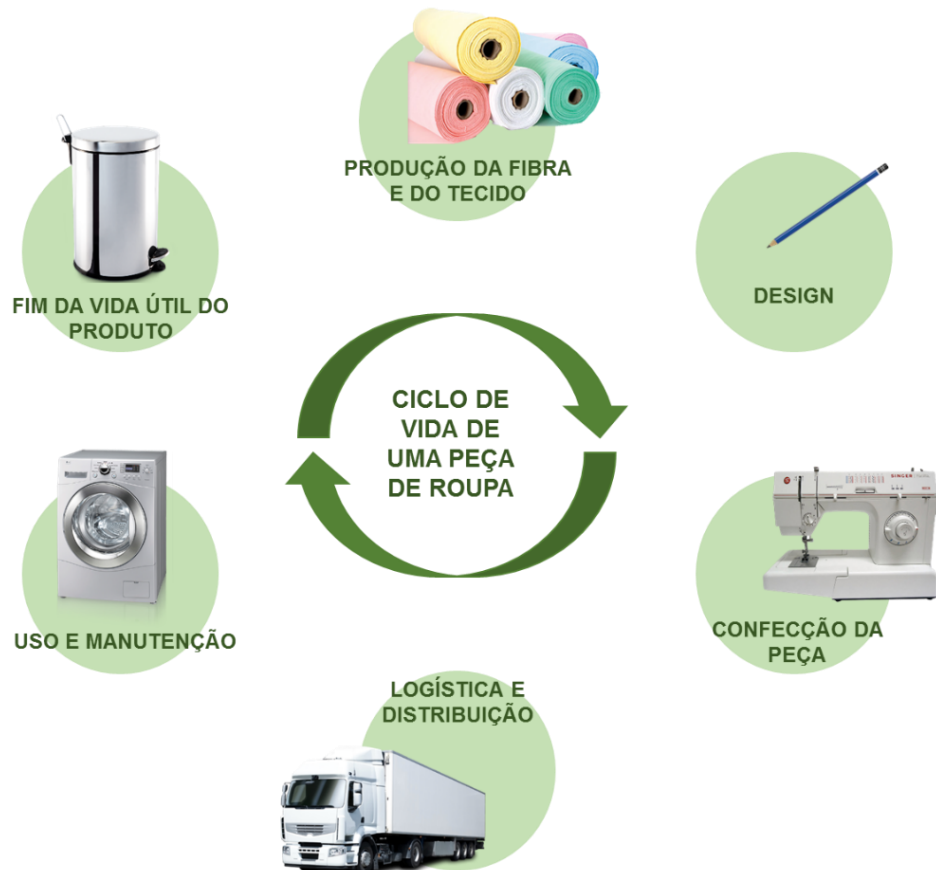 PRODUÇÃO DA FIBRA
E DO TECIDO
DESIGN
CONFECÇÃO DA
PEÇA
LOGÍSTICA E
DISTRIBUIÇÃO
USO E MANUTENÇÃO
FIM DA VIDA ÚTIL DO
PRODUTO
CICLO DE
VIDA DE
UMA PEÇA
DE ROUPA
SINGER